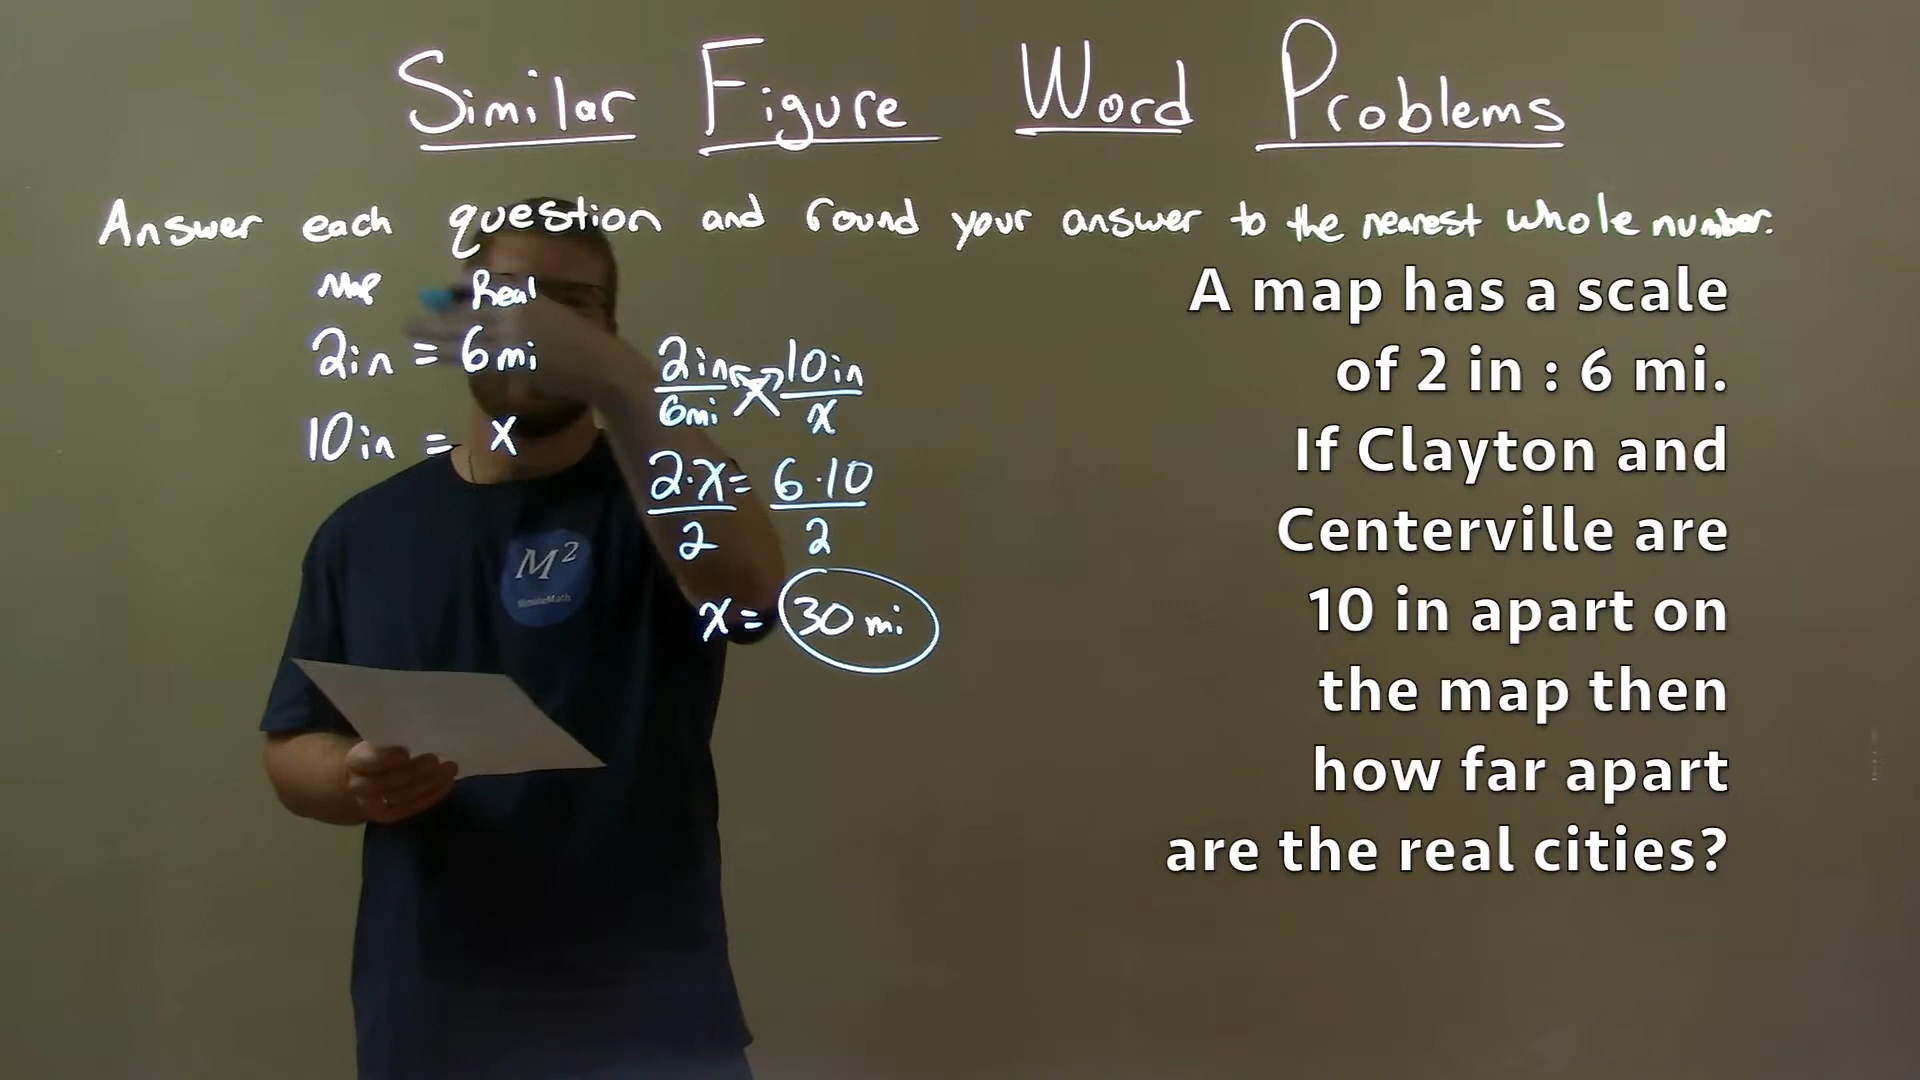 Similar Figure Word Problems
Answer each question and round your answer to the nearest whole number.
Map Real
2in = 6mi
10in = x
2in 10in
6mi x
2·x = 6·10
2 2
x = 30 mi
M²
SimpleMath
A map has a scale
of 2 in : 6 mi.
If Clayton and
Centerville are
10 in apart on
the map then
how far apart
are the real cities?